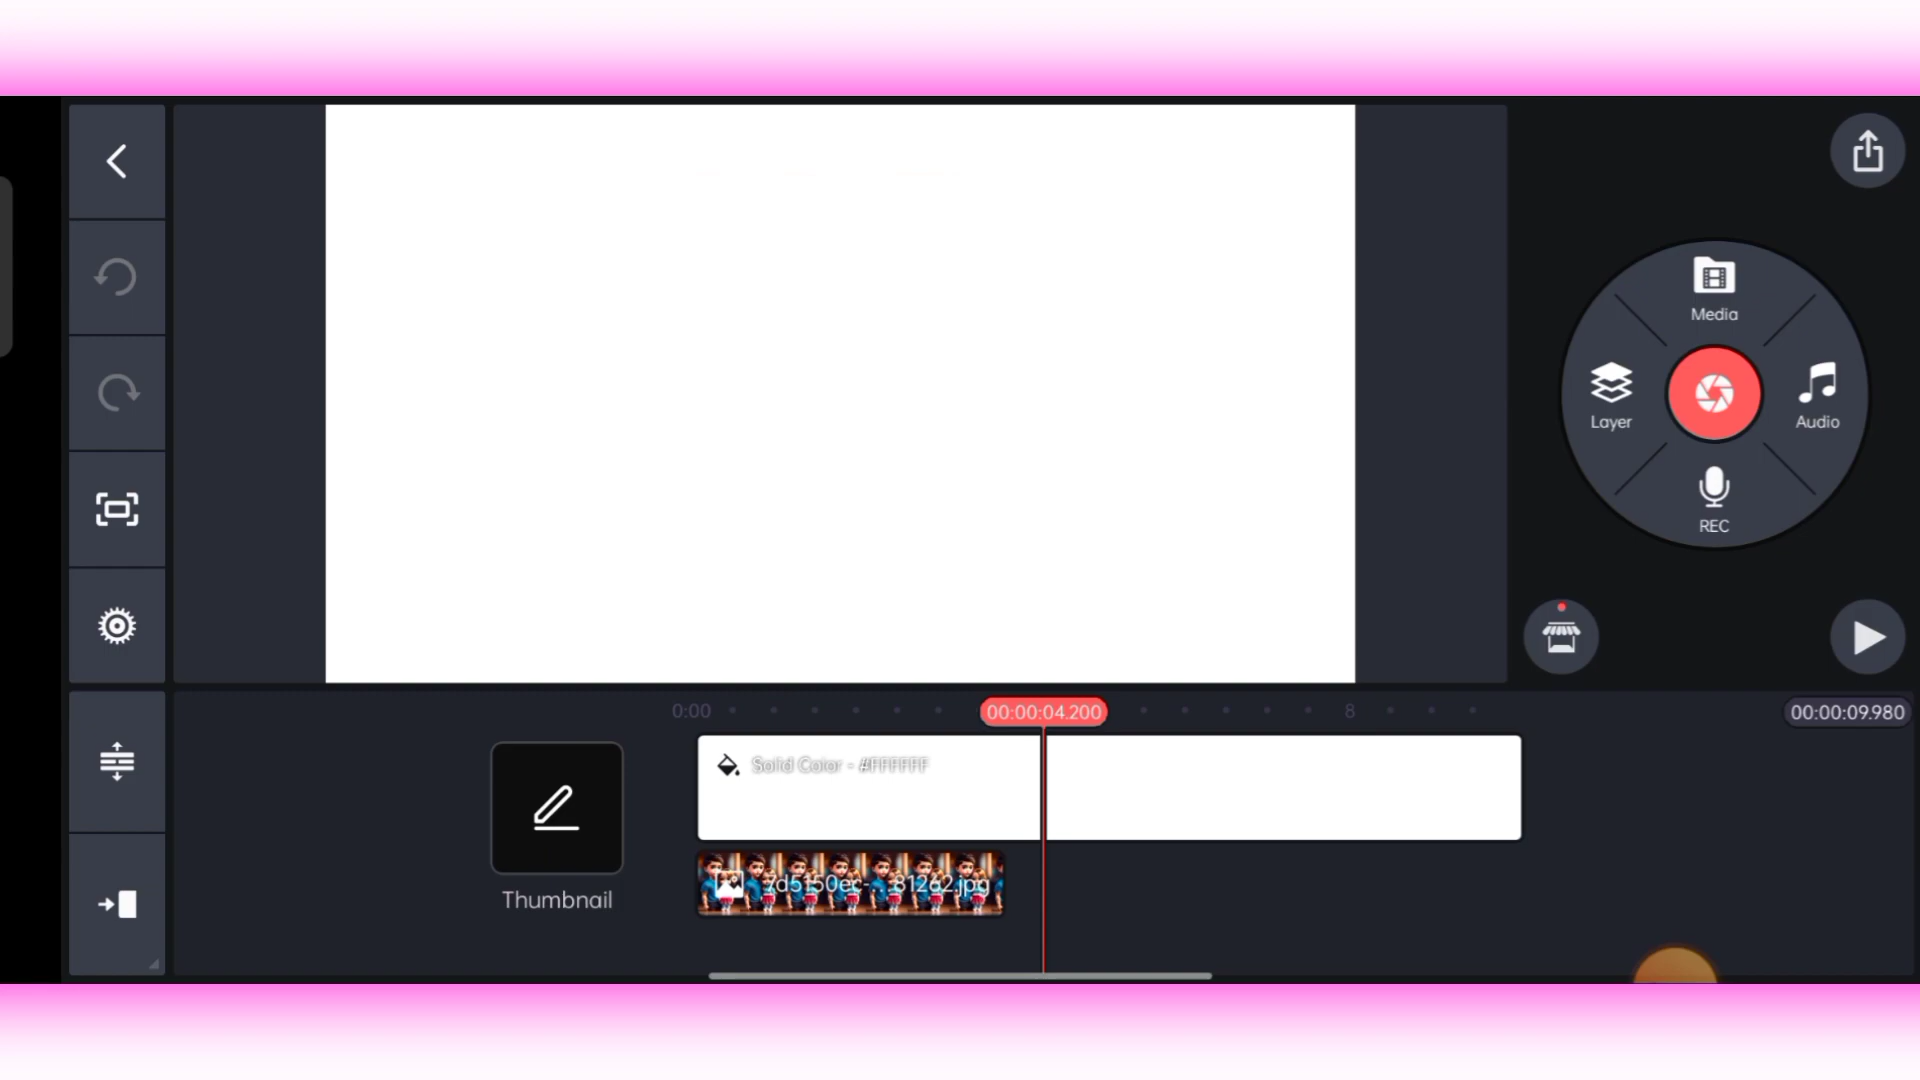 Media
Layer
Audio
REC
0:00
00:00:04.200
8
00:00:09.980
Solid Color - #FFFFFF
7d5150ec-...81262.jpg
Thumbnail